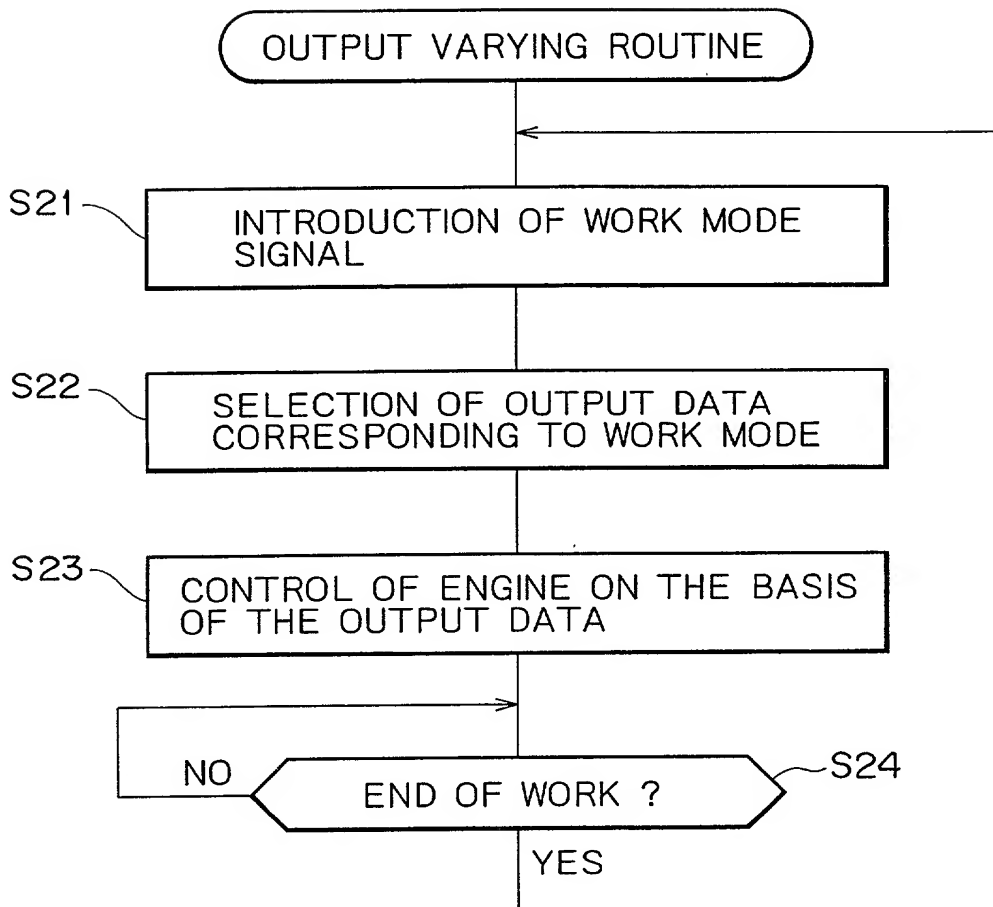 OUTPUT VARYING ROUTINE
S21
INTRODUCTION OF WORK MODE
SIGNAL
S22
SELECTION OF OUTPUT DATA
CORRESPONDING TO WORK MODE
S23
CONTROL OF ENGINE ON THE BASIS
OF THE OUTPUT DATA
NO
END OF WORK ?
S24
YES